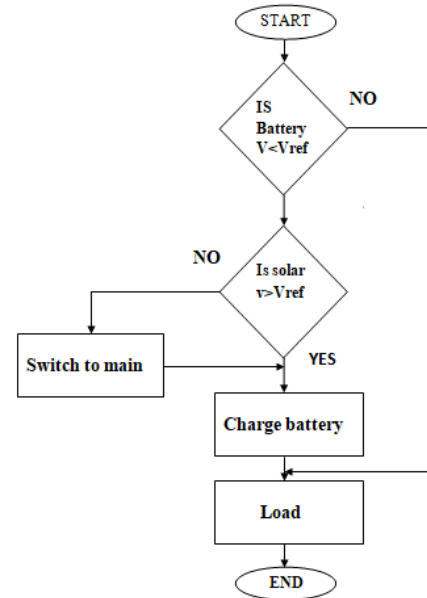 START
IS
Battery
V<Vref
NO
Is solar
v>Vref
NO
Switch to main
YES
Charge battery
Load
END